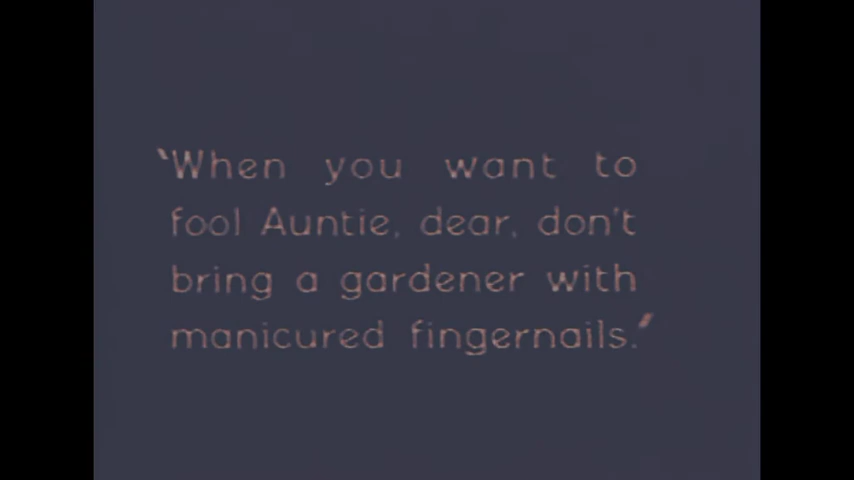 "When you want to
fool Auntie, dear, don't
bring a gardener with
manicured fingernails."